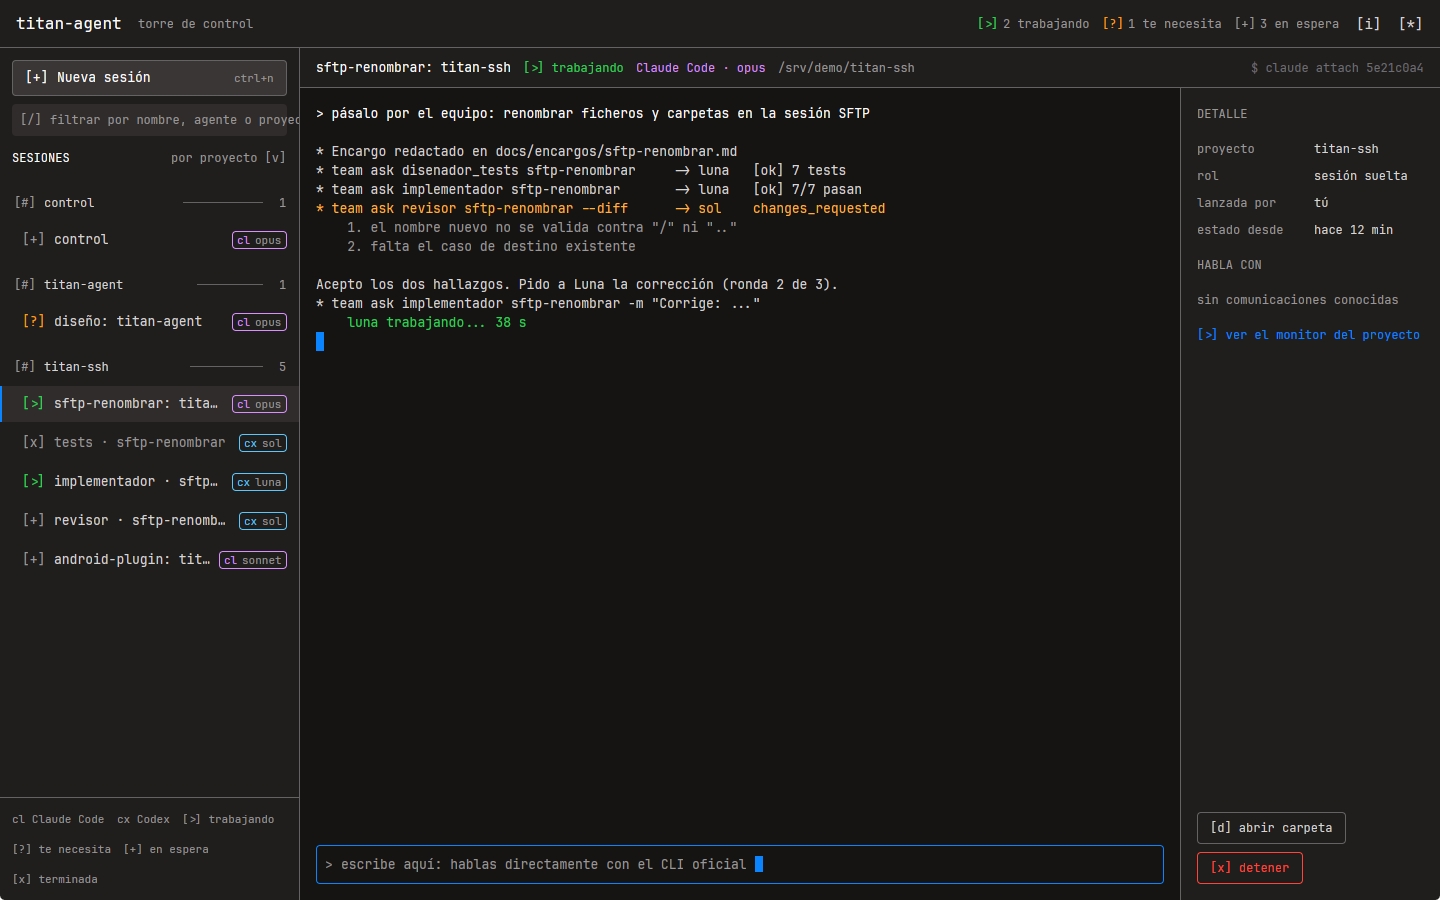 titan-agent torre de control
[>] 2 trabajando [?] 1 te necesita [+] 3 en espera [i] [*]
[+] Nueva sesión ctrl+n
[/] filtrar por nombre, agente o proyec
SESIONES por proyecto [v]
[#] control 1
[+] control cl opus
[#] titan-agent 1
[?] diseño: titan-agent cl opus
[#] titan-ssh 5
[>] sftp-renombrar: tita… cl opus
[x] tests · sftp-renombrar cx sol
[>] implementador · sftp… cx luna
[+] revisor · sftp-renomb… cx sol
[+] android-plugin: tit… cl sonnet
cl Claude Code cx Codex [>] trabajando
[?] te necesita [+] en espera
[x] terminada
sftp-renombrar: titan-ssh [>] trabajando Claude Code · opus /srv/demo/titan-ssh
$ claude attach 5e21c0a4
> pásalo por el equipo: renombrar ficheros y carpetas en la sesión SFTP
* Encargo redactado en docs/encargos/sftp-renombrar.md
* team ask disenador_tests sftp-renombrar -> luna [ok] 7 tests
* team ask implementador sftp-renombrar -> luna [ok] 7/7 pasan
* team ask revisor sftp-renombrar --diff -> sol changes_requested
1. el nombre nuevo no se valida contra "/" ni ".."
2. falta el caso de destino existente
Acepto los dos hallazgos. Pido a Luna la corrección (ronda 2 de 3).
* team ask implementador sftp-renombrar -m "Corrige: ..."
luna trabajando... 38 s
> escribe aquí: hablas directamente con el CLI oficial
DETALLE
proyecto titan-ssh
rol sesión suelta
lanzada por tú
estado desde hace 12 min
HABLA CON
sin comunicaciones conocidas
[>] ver el monitor del proyecto
[d] abrir carpeta
[x] detener